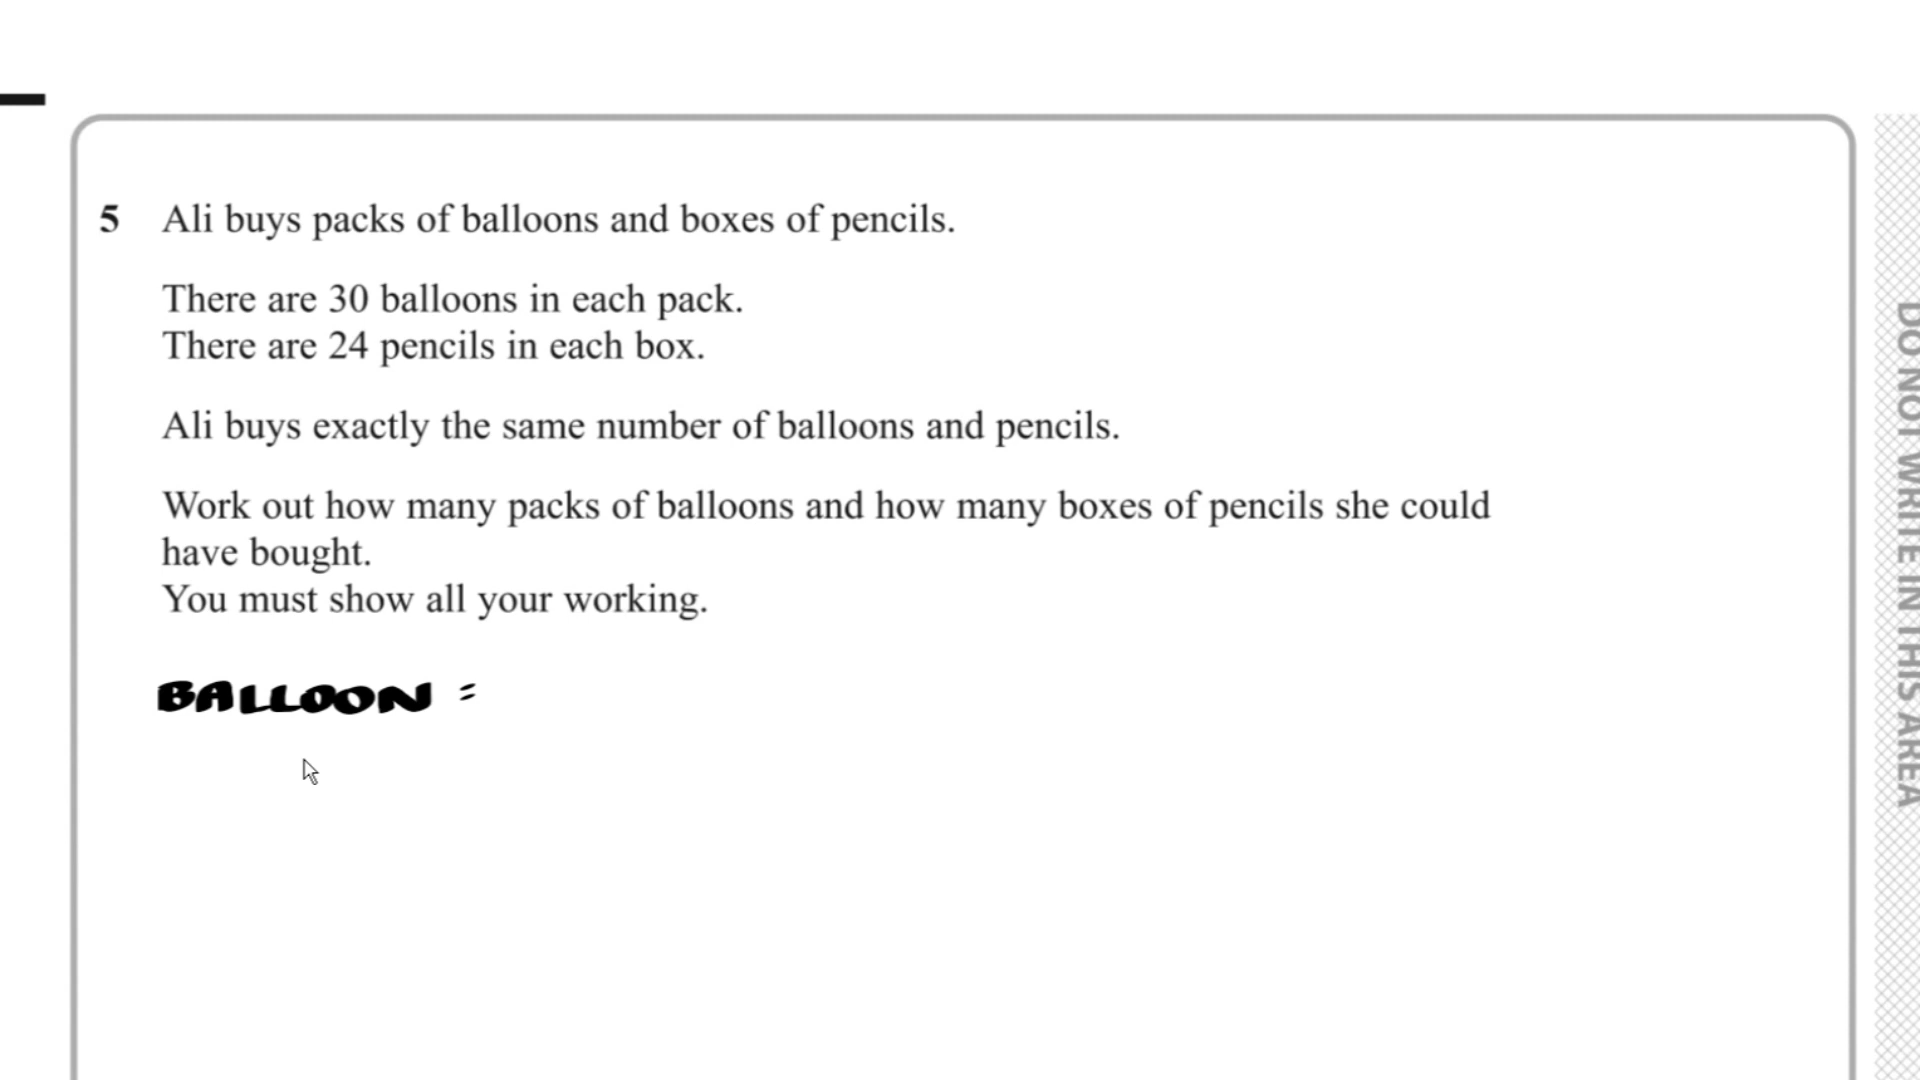 5 Ali buys packs of balloons and boxes of pencils.
There are 30 balloons in each pack.
There are 24 pencils in each box.
Ali buys exactly the same number of balloons and pencils.
Work out how many packs of balloons and how many boxes of pencils she could
have bought.
You must show all your working.
BALLOON =
DO NOT WRITE IN THIS AREA